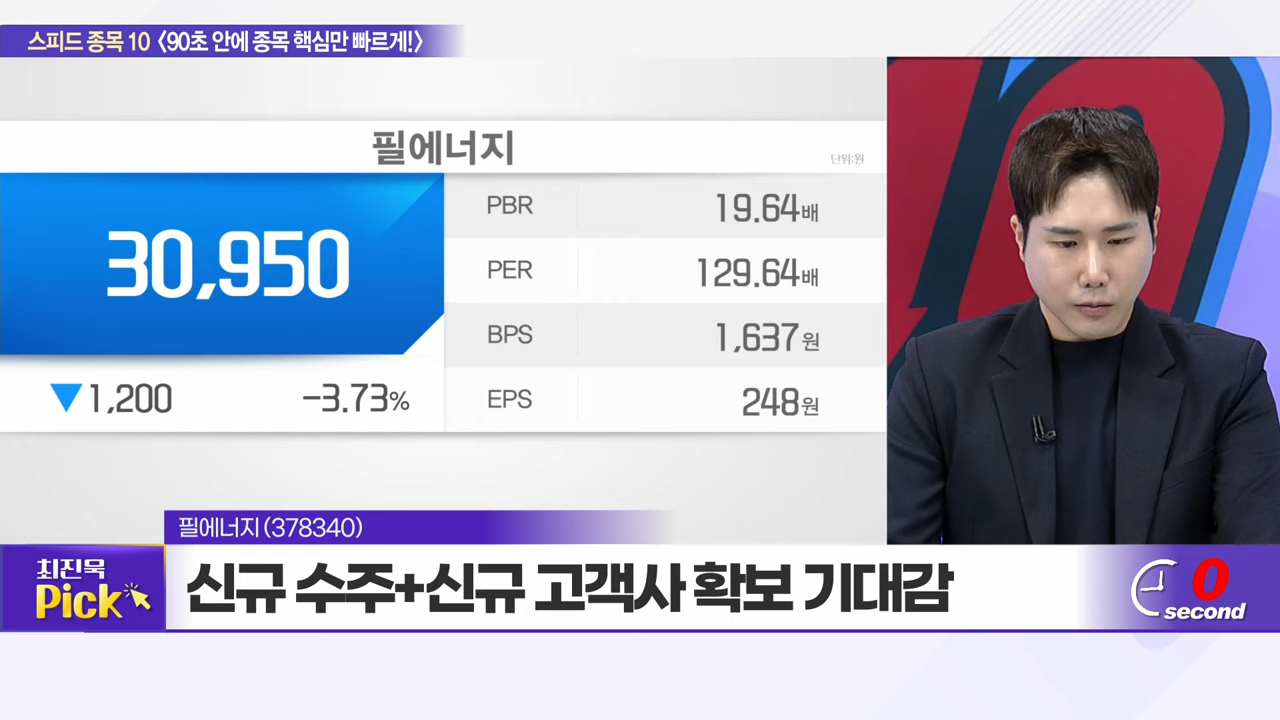 스피드 종목 10 〈90초 안에 종목 핵심만 빠르게!〉
필에너지
단위:원
30,950
▼1,200 -3.73%
PBR 19.64배
PER 129.64배
BPS 1,637원
EPS 248원
필에너지(378340)
최진욱
Pick
신규 수주+신규 고객사 확보 기대감
0
second